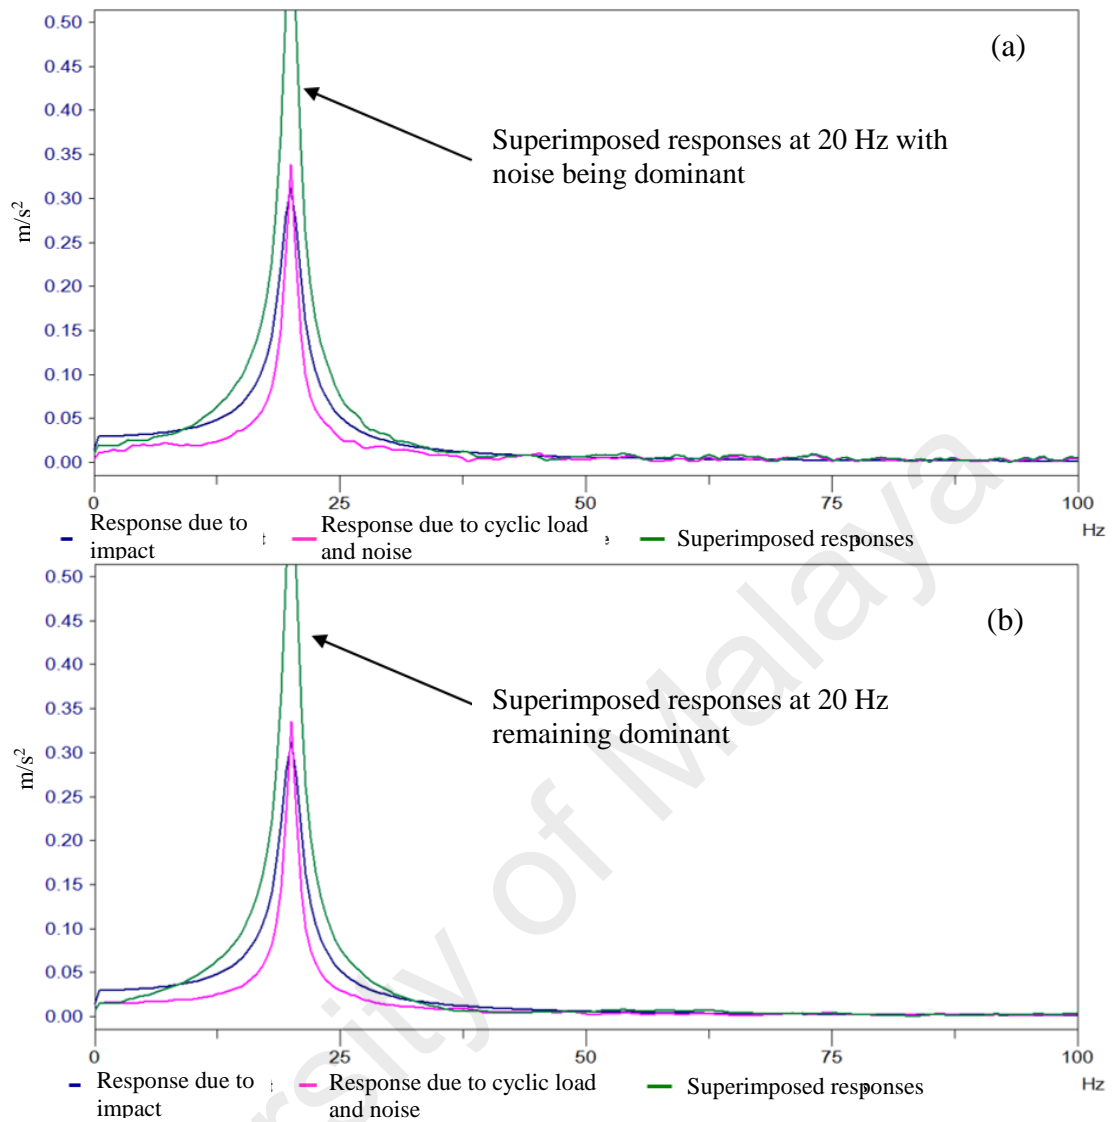 0.50
(a)
0.45
0.40
Superimposed responses at 20 Hz with
noise being dominant
0.35
0.30
m/s²
0.25
0.20
0.15
0.10
0.05
0.00
0 25 50 75 100
Hz
Response due to
impact
Response due to cyclic load
and noise
Superimposed responses
0.50
(b)
0.45
0.40
Superimposed responses at 20 Hz
remaining dominant
0.35
0.30
m/s²
0.25
0.20
0.15
0.10
0.05
0.00
0 25 50 75 100
Hz
Response due to
impact
Response due to cyclic load
and noise
Superimposed responses
ersity of Malaya